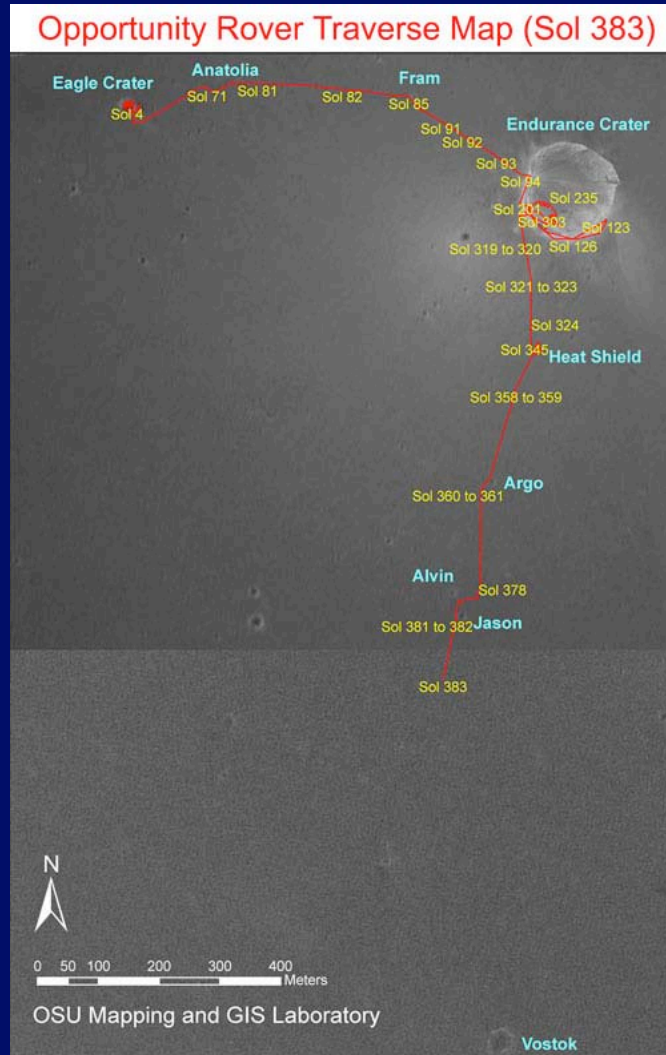 Opportunity Rover Traverse Map (Sol 383)
Eagle Crater
Anatolia
Fram
Sol 4
Sol 71
Sol 81
Sol 82
Sol 85
Sol 91
Sol 92
Endurance Crater
Sol 93
Sol 94
Sol 235
Sol 201
Sol 303
Sol 123
Sol 319 to 320
Sol 126
Sol 321 to 323
Sol 324
Sol 345
Heat Shield
Sol 358 to 359
Argo
Sol 360 to 361
Alvin
Sol 378
Sol 381 to 382
Jason
Sol 383
N
0 50 100 200 300 400
Meters
OSU Mapping and GIS Laboratory
Vostok